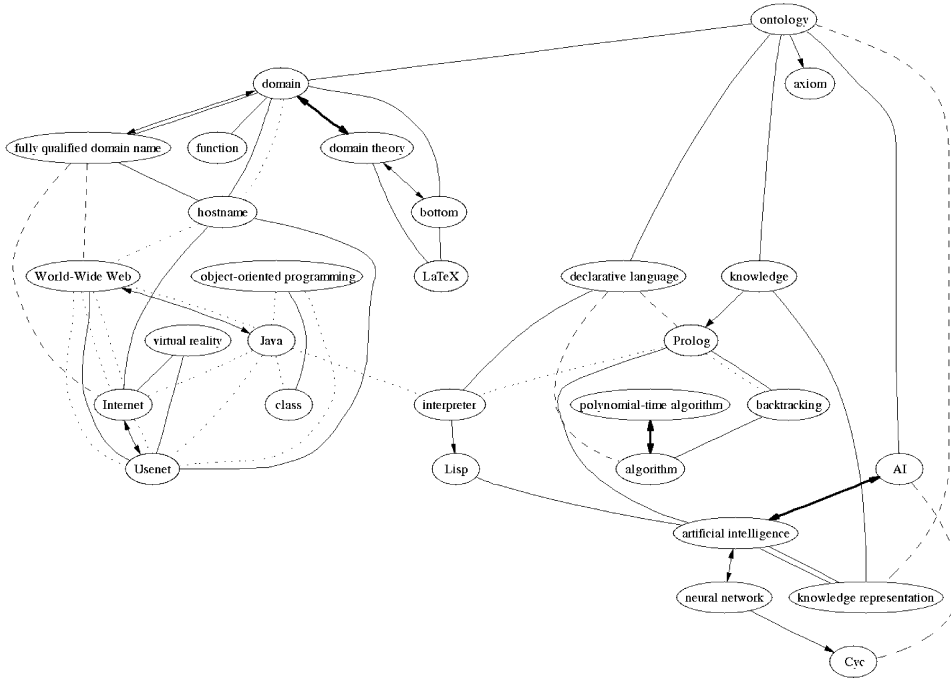 ontology
domain
axiom
fully qualified domain name
function
domain theory
hostname
bottom
World-Wide Web
object-oriented programming
LaTeX
declarative language
knowledge
virtual reality
Java
Prolog
Internet
class
interpreter
polynomial-time algorithm
backtracking
Usenet
Lisp
algorithm
AI
artificial intelligence
neural network
knowledge representation
Cyc